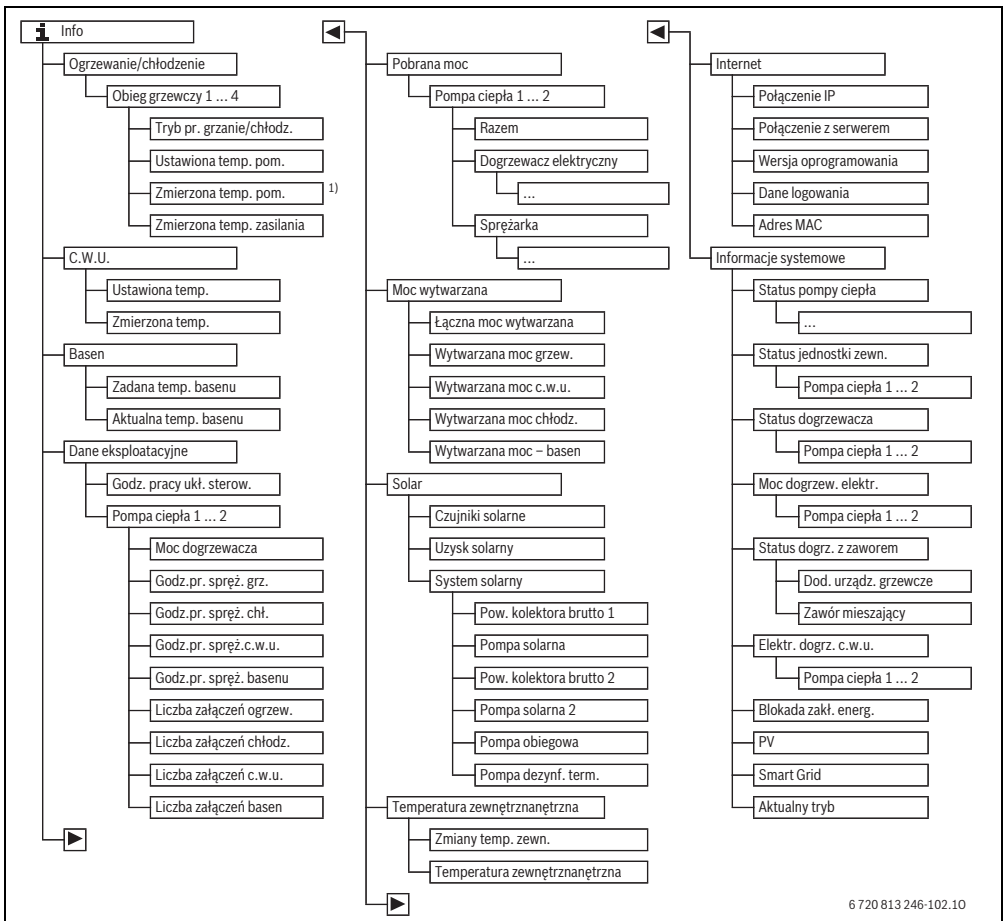 Info
Ogrzewanie/chłodzenie
Obieg grzewczy 1 ... 4
Tryb pr. grzanie/chłodz.
Ustawiona temp. pom.
Zmierzona temp. pom. 1)
Zmierzona temp. zasilania
C.W.U.
Ustawiona temp.
Zmierzona temp.
Basen
Zadana temp. basenu
Aktualna temp. basenu
Dane eksploatacyjne
Godz. pracy ukł. sterow.
Pompa ciepła 1 ... 2
Moc dogrzewacza
Godz.pr. spręż. grz.
Godz.pr. spręż. chł.
Godz.pr. spręż.c.w.u.
Godz.pr. spręż. basenu
Liczba załączeń ogrzew.
Liczba załączeń chłodz.
Liczba załączeń c.w.u.
Liczba załączeń basen
Pobrana moc
Pompa ciepła 1 ... 2
Razem
Dogrzewacz elektryczny
...
Sprężarka
...
Moc wytwarzana
Łączna moc wytwarzana
Wytwarzana moc grzew.
Wytwarzana moc c.w.u.
Wytwarzana moc chłodz.
Wytwarzana moc – basen
Solar
Czujniki solarne
Uzysk solarny
System solarny
Pow. kolektora brutto 1
Pompa solarna
Pow. kolektora brutto 2
Pompa solarna 2
Pompa obiegowa
Pompa dezynf. term.
Temperatura zewnętrznanętrzna
Zmiany temp. zewn.
Temperatura zewnętrznanętrzna
Internet
Połączenie IP
Połączenie z serwerem
Wersja oprogramowania
Dane logowania
Adres MAC
Informacje systemowe
Status pompy ciepła
...
Status jednostki zewn.
Pompa ciepła 1 ... 2
Status dogrzewacza
Pompa ciepła 1 ... 2
Moc dogrzew. elektr.
Pompa ciepła 1 ... 2
Status dogrz. z zaworem
Dod. urządz. grzewcze
Zawór mieszający
Elektr. dogrz. c.w.u.
Pompa ciepła 1 ... 2
Blokada zakł. energ.
PV
Smart Grid
Aktualny tryb
6 720 813 246-102.1O